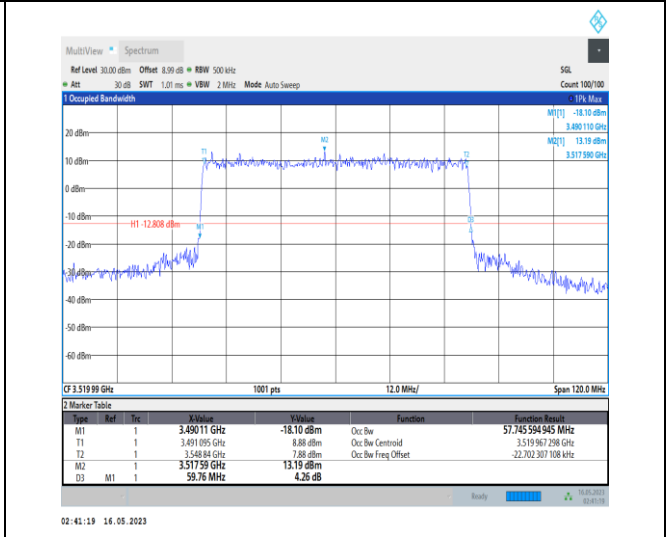 MultiView Spectrum
Ref Level 30.00 dBm Offset 8.99 dB RBW 500 kHz SGL
Att 30 dB SWT 1.01 ms VBW 2 MHz Mode Auto Sweep Count 100/100
1 Occupied Bandwidth 1Pk Max
M1[1] -18.10 dBm
3.490 110 GHz
M2[1] 13.19 dBm
3.517 590 GHz
20 dBm
T1 M2 T2
10 dBm
0 dBm
-10 dBm
D3
H1 -12.808 dBm M1
-20 dBm
-30 dBm
-40 dBm
-50 dBm
-60 dBm
CF 3.519 99 GHz 1001 pts 12.0 MHz/ Span 120.0 MHz
2 Marker Table
Type Ref Trc X-Value Y-Value Function Function Result
M1 1 3.490 11 GHz -18.10 dBm Occ Bw 57.745 594 945 MHz
T1 1 3.491 095 GHz 8.88 dBm Occ Bw Centroid 3.519 967 298 GHz
T2 1 3.548 84 GHz 7.88 dBm Occ Bw Freq Offset -22.702 307 108 kHz
M2 1 3.517 59 GHz 13.19 dBm
D3 M1 1 59.76 MHz 4.26 dB
Ready 16.05.2023
02:41:19
02:41:19 16.05.2023